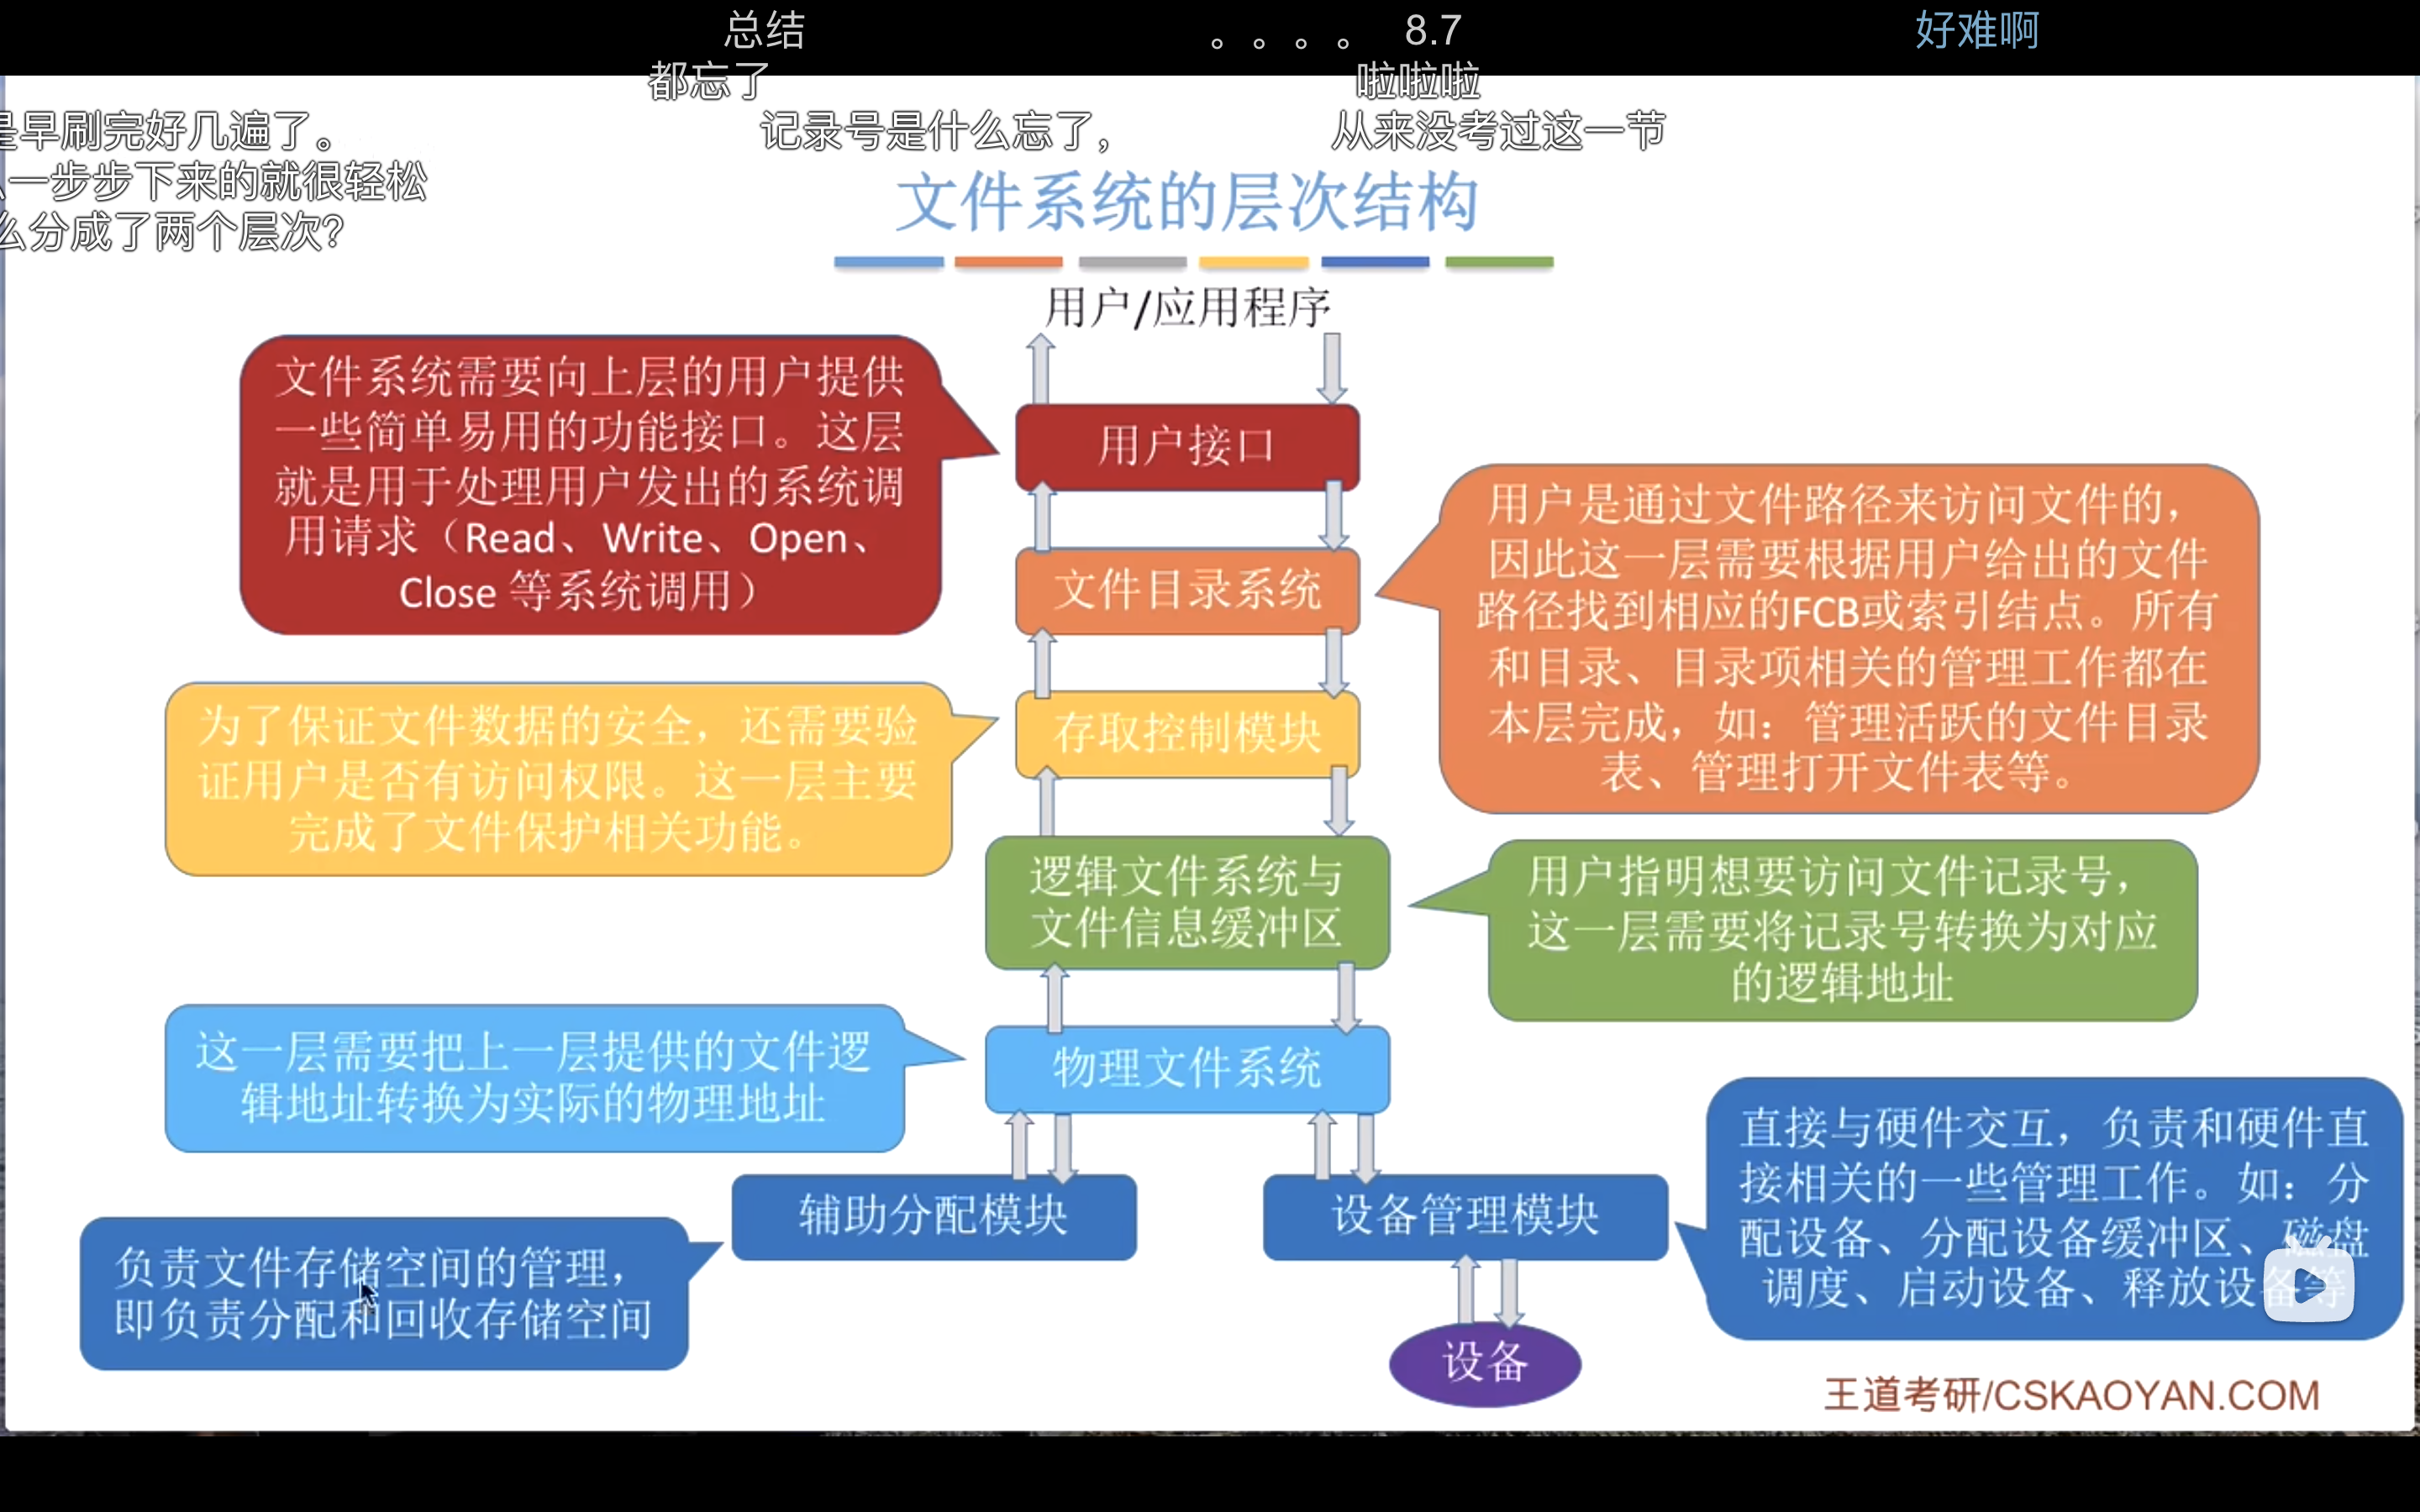 总结
。。。。
8.7
好难啊
都忘了
啦啦啦
早刷完好几遍了。
记录号是什么忘了，
从来没考过这一节
一步步下来的就很轻松
么分成了两个层次？
文件系统的层次结构
用户/应用程序
文件系统需要向上层的用户提供
一些简单易用的功能接口。这层
就是用于处理用户发出的系统调
用请求（Read、Write、Open、
Close 等系统调用）
用户接口
用户是通过文件路径来访问文件的，
因此这一层需要根据用户给出的文件
路径找到相应的FCB或索引结点。所有
和目录、目录项相关的管理工作都在
本层完成，如：管理活跃的文件目录
表、管理打开文件表等。
文件目录系统
为了保证文件数据的安全，还需要验
证用户是否有访问权限。这一层主要
完成了文件保护相关功能。
存取控制模块
逻辑文件系统与
文件信息缓冲区
用户指明想要访问文件记录号，
这一层需要将记录号转换为对应
的逻辑地址
这一层需要把上一层提供的文件逻
辑地址转换为实际的物理地址
物理文件系统
负责文件存储空间的管理，
即负责分配和回收存储空间
辅助分配模块
设备管理模块
直接与硬件交互，负责和硬件直
接相关的一些管理工作。如：分
配设备、分配设备缓冲区、磁盘
调度、启动设备、释放设备等
设备
王道考研/CSKAOYAN.COM